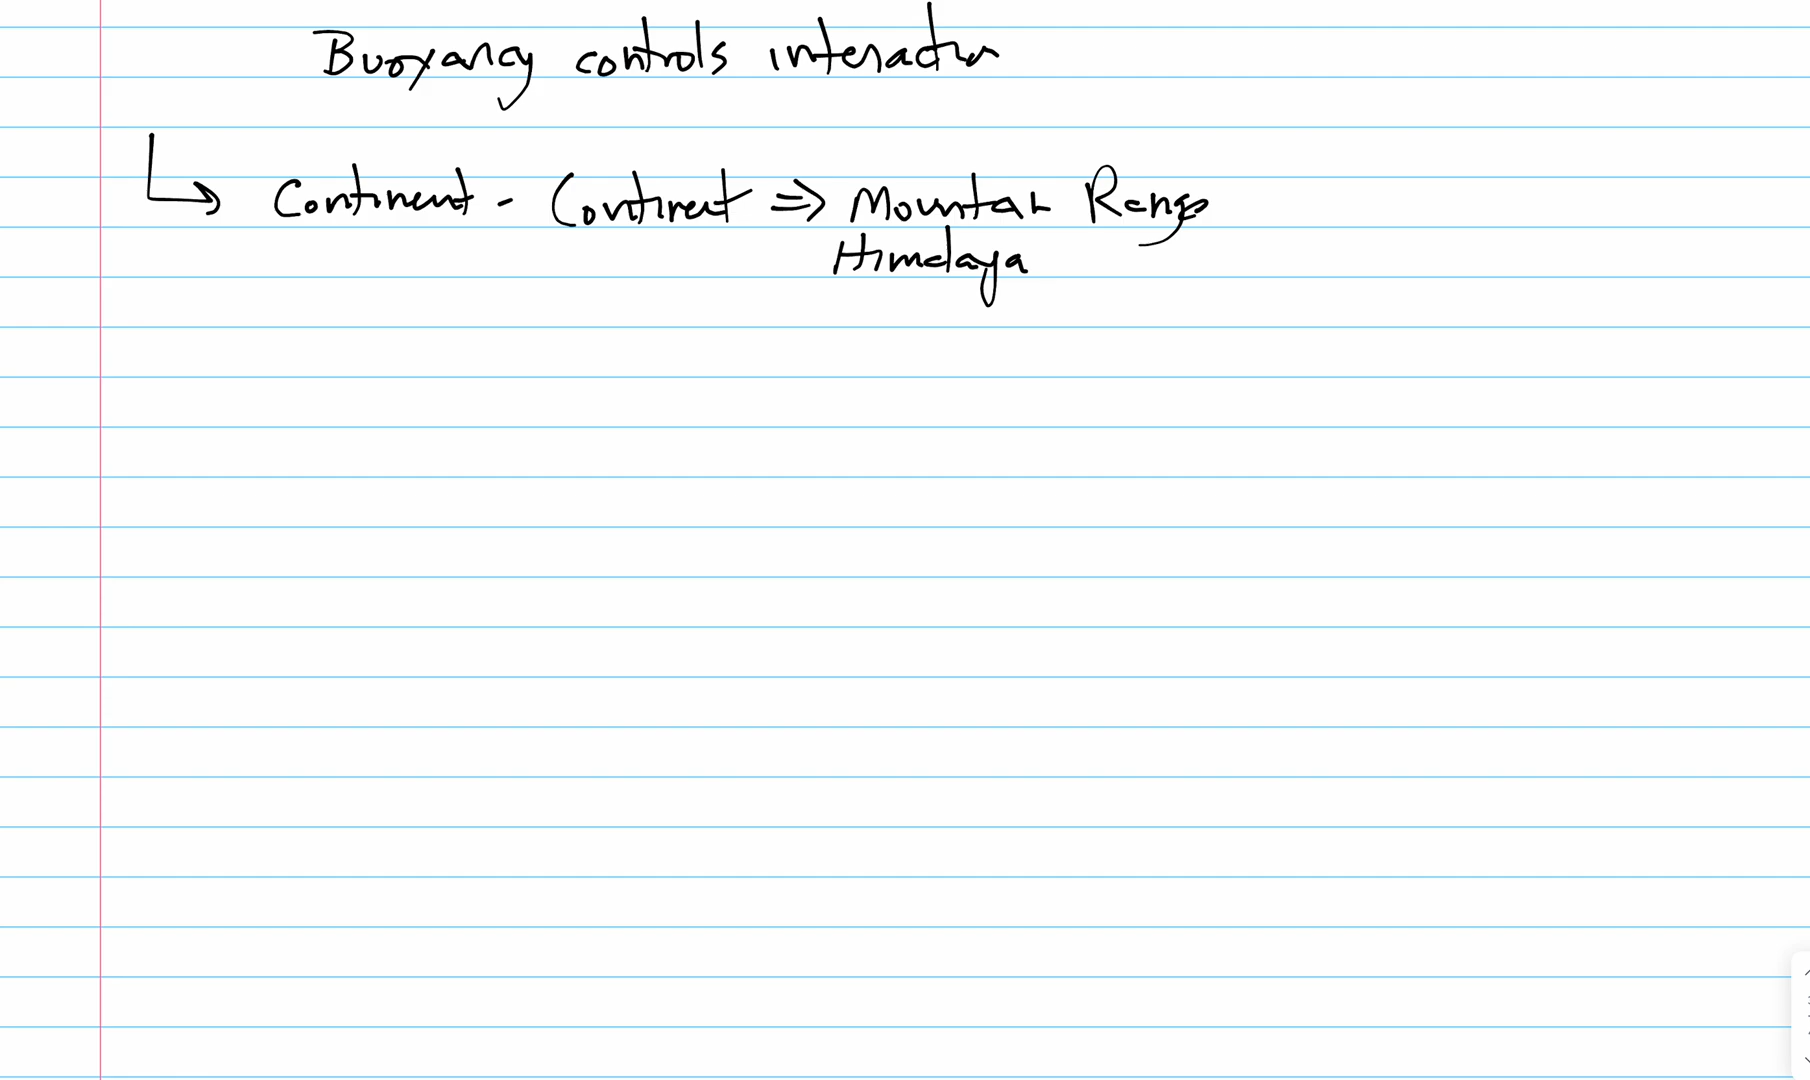 Buoyancy controls interaction
↳ Continent - Continent ⇒ Mountain Range
Himalaya